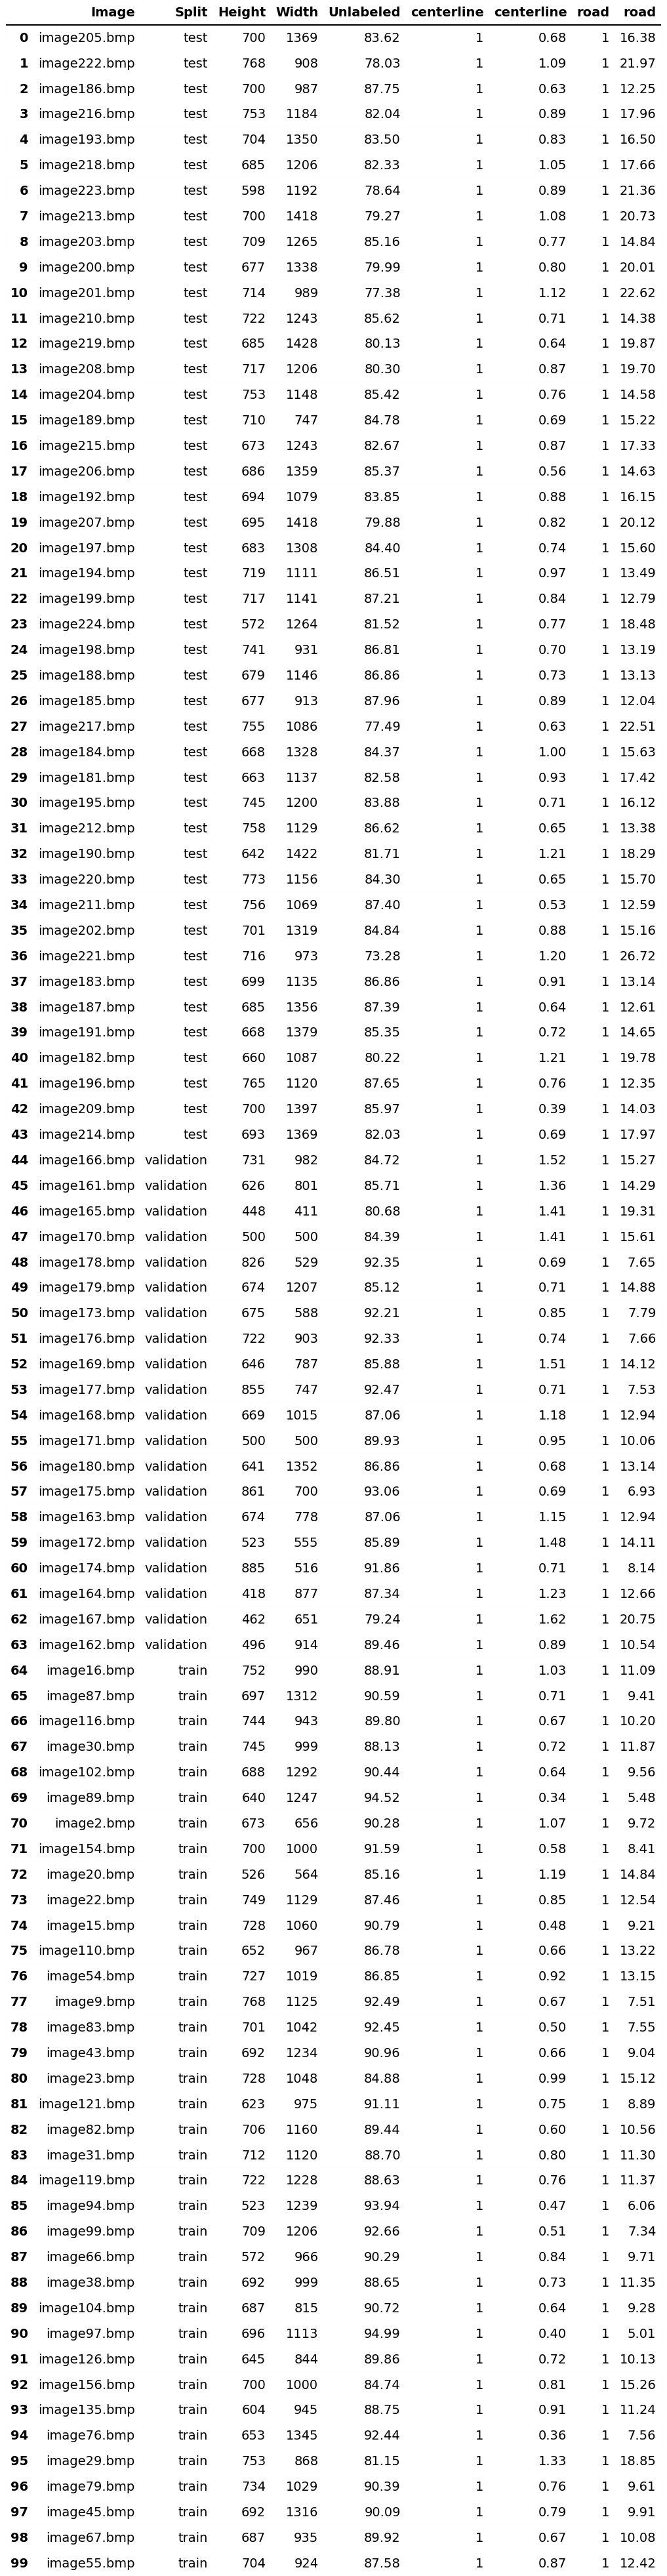 Image Split Height Width Unlabeled centerline centerline road road
0 image205.bmp test 700 1369 83.62 1 0.68 1 16.38
1 image222.bmp test 768 908 78.03 1 1.09 1 21.97
2 image186.bmp test 700 987 87.75 1 0.63 1 12.25
3 image216.bmp test 753 1184 82.04 1 0.89 1 17.96
4 image193.bmp test 704 1350 83.50 1 0.83 1 16.50
5 image218.bmp test 685 1206 82.33 1 1.05 1 17.66
6 image223.bmp test 598 1192 78.64 1 0.89 1 21.36
7 image213.bmp test 700 1418 79.27 1 1.08 1 20.73
8 image203.bmp test 709 1265 85.16 1 0.77 1 14.84
9 image200.bmp test 677 1338 79.99 1 0.80 1 20.01
10 image201.bmp test 714 989 77.38 1 1.12 1 22.62
11 image210.bmp test 722 1243 85.62 1 0.71 1 14.38
12 image219.bmp test 685 1428 80.13 1 0.64 1 19.87
13 image208.bmp test 717 1206 80.30 1 0.87 1 19.70
14 image204.bmp test 753 1148 85.42 1 0.76 1 14.58
15 image189.bmp test 710 747 84.78 1 0.69 1 15.22
16 image215.bmp test 673 1243 82.67 1 0.87 1 17.33
17 image206.bmp test 686 1359 85.37 1 0.56 1 14.63
18 image192.bmp test 694 1079 83.85 1 0.88 1 16.15
19 image207.bmp test 695 1418 79.88 1 0.82 1 20.12
20 image197.bmp test 683 1308 84.40 1 0.74 1 15.60
21 image194.bmp test 719 1111 86.51 1 0.97 1 13.49
22 image199.bmp test 717 1141 87.21 1 0.84 1 12.79
23 image224.bmp test 572 1264 81.52 1 0.77 1 18.48
24 image198.bmp test 741 931 86.81 1 0.70 1 13.19
25 image188.bmp test 679 1146 86.86 1 0.73 1 13.13
26 image185.bmp test 677 913 87.96 1 0.89 1 12.04
27 image217.bmp test 755 1086 77.49 1 0.63 1 22.51
28 image184.bmp test 668 1328 84.37 1 1.00 1 15.63
29 image181.bmp test 663 1137 82.58 1 0.93 1 17.42
30 image195.bmp test 745 1200 83.88 1 0.71 1 16.12
31 image212.bmp test 758 1129 86.62 1 0.65 1 13.38
32 image190.bmp test 642 1422 81.71 1 1.21 1 18.29
33 image220.bmp test 773 1156 84.30 1 0.65 1 15.70
34 image211.bmp test 756 1069 87.40 1 0.53 1 12.59
35 image202.bmp test 701 1319 84.84 1 0.88 1 15.16
36 image221.bmp test 716 973 73.28 1 1.20 1 26.72
37 image183.bmp test 699 1135 86.86 1 0.91 1 13.14
38 image187.bmp test 685 1356 87.39 1 0.64 1 12.61
39 image191.bmp test 668 1379 85.35 1 0.72 1 14.65
40 image182.bmp test 660 1087 80.22 1 1.21 1 19.78
41 image196.bmp test 765 1120 87.65 1 0.76 1 12.35
42 image209.bmp test 700 1397 85.97 1 0.39 1 14.03
43 image214.bmp test 693 1369 82.03 1 0.69 1 17.97
44 image166.bmp validation 731 982 84.72 1 1.52 1 15.27
45 image161.bmp validation 626 801 85.71 1 1.36 1 14.29
46 image165.bmp validation 448 411 80.68 1 1.41 1 19.31
47 image170.bmp validation 500 500 84.39 1 1.41 1 15.61
48 image178.bmp validation 826 529 92.35 1 0.69 1 7.65
49 image179.bmp validation 674 1207 85.12 1 0.71 1 14.88
50 image173.bmp validation 675 588 92.21 1 0.85 1 7.79
51 image176.bmp validation 722 903 92.33 1 0.74 1 7.66
52 image169.bmp validation 646 787 85.88 1 1.51 1 14.12
53 image177.bmp validation 855 747 92.47 1 0.71 1 7.53
54 image168.bmp validation 669 1015 87.06 1 1.18 1 12.94
55 image171.bmp validation 500 500 89.93 1 0.95 1 10.06
56 image180.bmp validation 641 1352 86.86 1 0.68 1 13.14
57 image175.bmp validation 861 700 93.06 1 0.69 1 6.93
58 image163.bmp validation 674 778 87.06 1 1.15 1 12.94
59 image172.bmp validation 523 555 85.89 1 1.48 1 14.11
60 image174.bmp validation 885 516 91.86 1 0.71 1 8.14
61 image164.bmp validation 418 877 87.34 1 1.23 1 12.66
62 image167.bmp validation 462 651 79.24 1 1.62 1 20.75
63 image162.bmp validation 496 914 89.46 1 0.89 1 10.54
64 image16.bmp train 752 990 88.91 1 1.03 1 11.09
65 image87.bmp train 697 1312 90.59 1 0.71 1 9.41
66 image116.bmp train 744 943 89.80 1 0.67 1 10.20
67 image30.bmp train 745 999 88.13 1 0.72 1 11.87
68 image102.bmp train 688 1292 90.44 1 0.64 1 9.56
69 image89.bmp train 640 1247 94.52 1 0.34 1 5.48
70 image2.bmp train 673 656 90.28 1 1.07 1 9.72
71 image154.bmp train 700 1000 91.59 1 0.58 1 8.41
72 image20.bmp train 526 564 85.16 1 1.19 1 14.84
73 image22.bmp train 749 1129 87.46 1 0.85 1 12.54
74 image15.bmp train 728 1060 90.79 1 0.48 1 9.21
75 image110.bmp train 652 967 86.78 1 0.66 1 13.22
76 image54.bmp train 727 1019 86.85 1 0.92 1 13.15
77 image9.bmp train 768 1125 92.49 1 0.67 1 7.51
78 image83.bmp train 701 1042 92.45 1 0.50 1 7.55
79 image43.bmp train 692 1234 90.96 1 0.66 1 9.04
80 image23.bmp train 728 1048 84.88 1 0.99 1 15.12
81 image121.bmp train 623 975 91.11 1 0.75 1 8.89
82 image82.bmp train 706 1160 89.44 1 0.60 1 10.56
83 image31.bmp train 712 1120 88.70 1 0.80 1 11.30
84 image119.bmp train 722 1228 88.63 1 0.76 1 11.37
85 image94.bmp train 523 1239 93.94 1 0.47 1 6.06
86 image99.bmp train 709 1206 92.66 1 0.51 1 7.34
87 image66.bmp train 572 966 90.29 1 0.84 1 9.71
88 image38.bmp train 692 999 88.65 1 0.73 1 11.35
89 image104.bmp train 687 815 90.72 1 0.64 1 9.28
90 image97.bmp train 696 1113 94.99 1 0.40 1 5.01
91 image126.bmp train 645 844 89.86 1 0.72 1 10.13
92 image156.bmp train 700 1000 84.74 1 0.81 1 15.26
93 image135.bmp train 604 945 88.75 1 0.91 1 11.24
94 image76.bmp train 653 1345 92.44 1 0.36 1 7.56
95 image29.bmp train 753 868 81.15 1 1.33 1 18.85
96 image79.bmp train 734 1029 90.39 1 0.76 1 9.61
97 image45.bmp train 692 1316 90.09 1 0.79 1 9.91
98 image67.bmp train 687 935 89.92 1 0.67 1 10.08
99 image55.bmp train 704 924 87.58 1 0.87 1 12.42